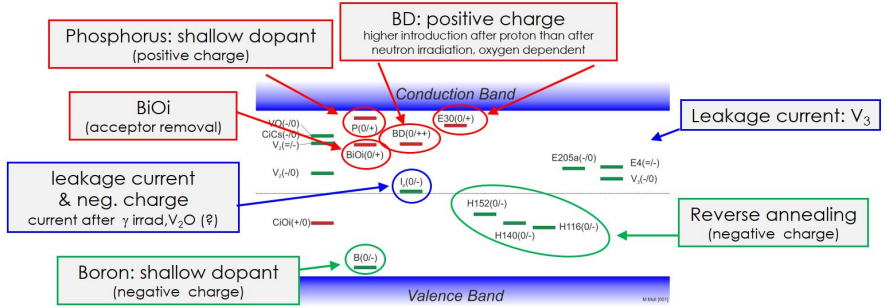 Phosphorus: shallow dopant
(positive charge)
BD: positive charge
higher introduction after proton than after
neutron irradiation, oxygen dependent
Conduction Band
BiOi
(acceptor removal)
Leakage current: V3
VO(-/0)
CiCs(-/0)
V2(=/-)
P(0/+)
BD(0/++)
E30(0/+)
BiOi(0/+)
V2(-/0)
E205a(-/0)
E4(=/-)
V3(-/0)
leakage current
& neg. charge
current after γ irrad,V2O (?)
Ip(0/-)
H152(0/-)
H140(0/-)
H116(0/-)
CiOi(+/0)
Reverse annealing
(negative charge)
Boron: shallow dopant
(negative charge)
B(0/-)
Valence Band
M.Moll [001]